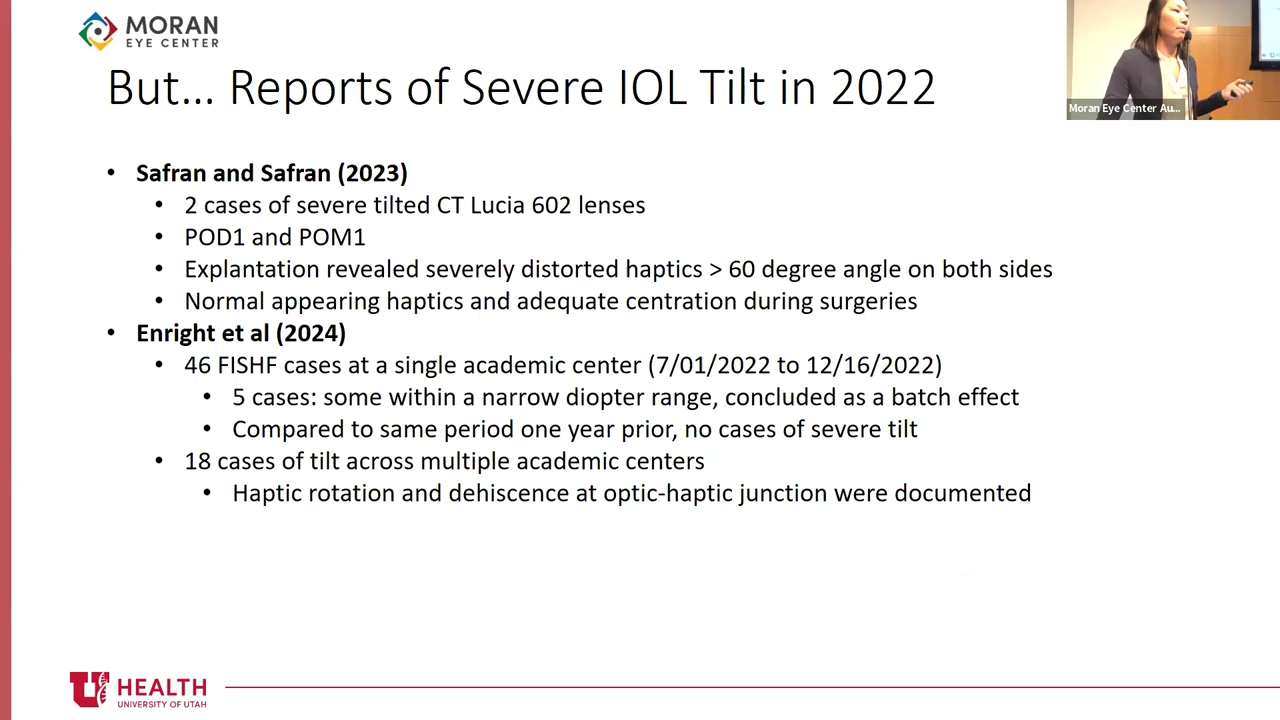 MORAN
EYE CENTER
But... Reports of Severe IOL Tilt in 2022
Moran Eye Center Au...
• Safran and Safran (2023)
• 2 cases of severe tilted CT Lucia 602 lenses
• POD1 and POM1
• Explantation revealed severely distorted haptics > 60 degree angle on both sides
• Normal appearing haptics and adequate centration during surgeries
• Enright et al (2024)
• 46 FISHF cases at a single academic center (7/01/2022 to 12/16/2022)
• 5 cases: some within a narrow diopter range, concluded as a batch effect
• Compared to same period one year prior, no cases of severe tilt
• 18 cases of tilt across multiple academic centers
• Haptic rotation and dehiscence at optic-haptic junction were documented
U HEALTH
UNIVERSITY OF UTAH